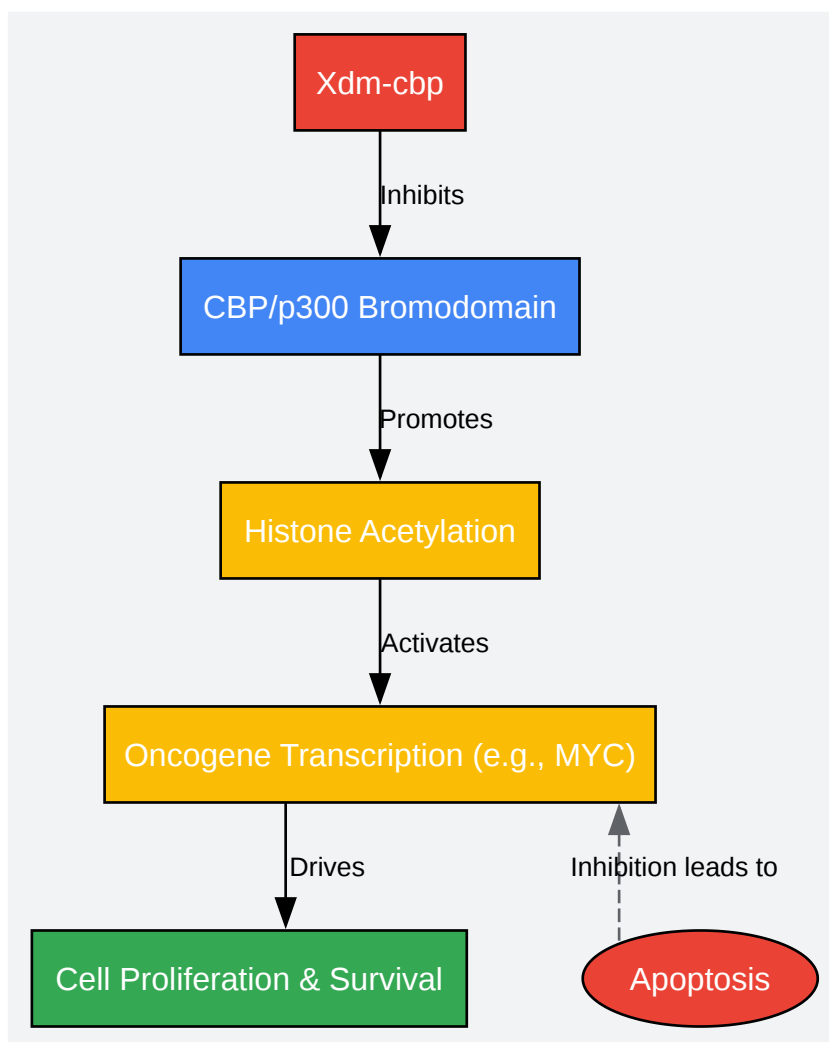 Xdm-cbp
Inhibits
CBP/p300 Bromodomain
Promotes
Histone Acetylation
Activates
Oncogene Transcription (e.g., MYC)
Drives
Inhibition leads to
Cell Proliferation & Survival
Apoptosis